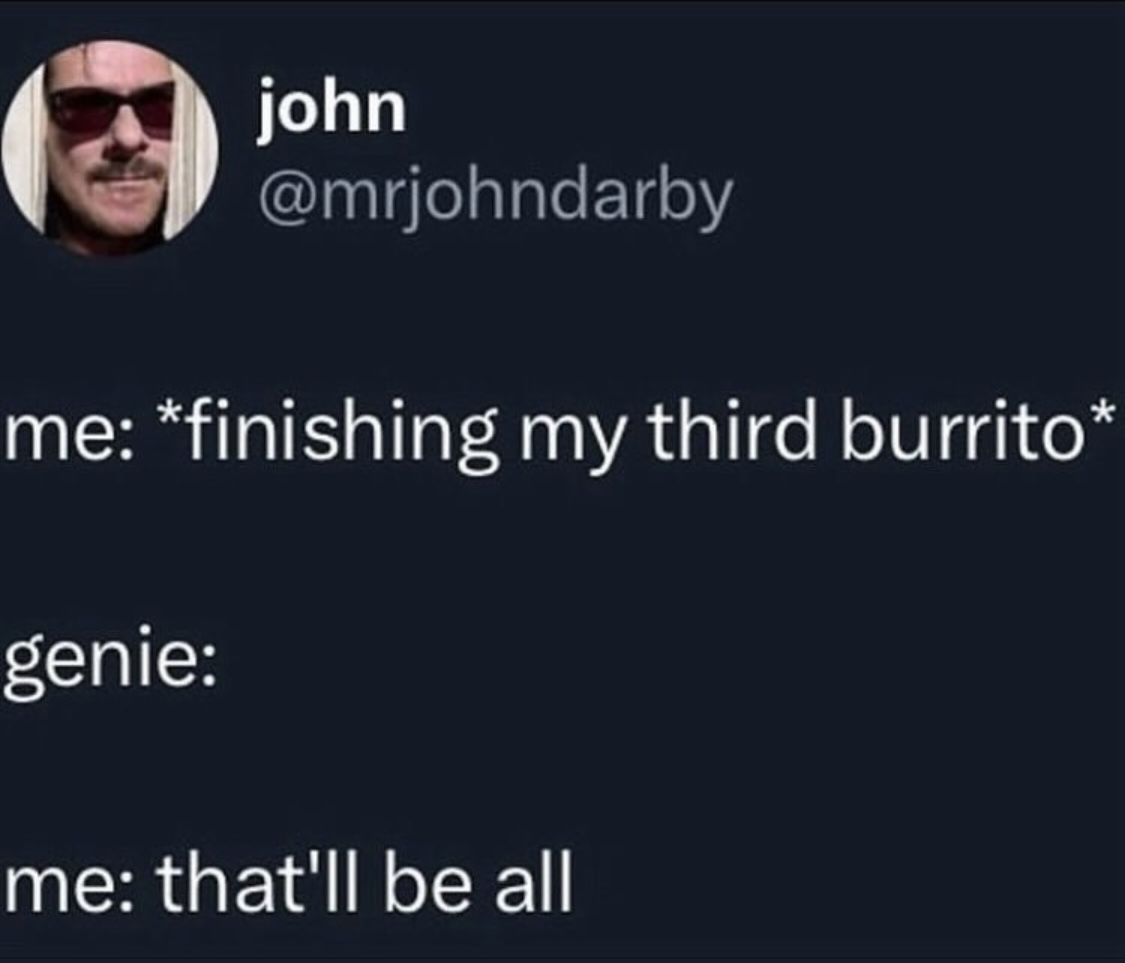 john
@mrjohndarby
me: *finishing my third burrito*
genie:
me: that'll be all